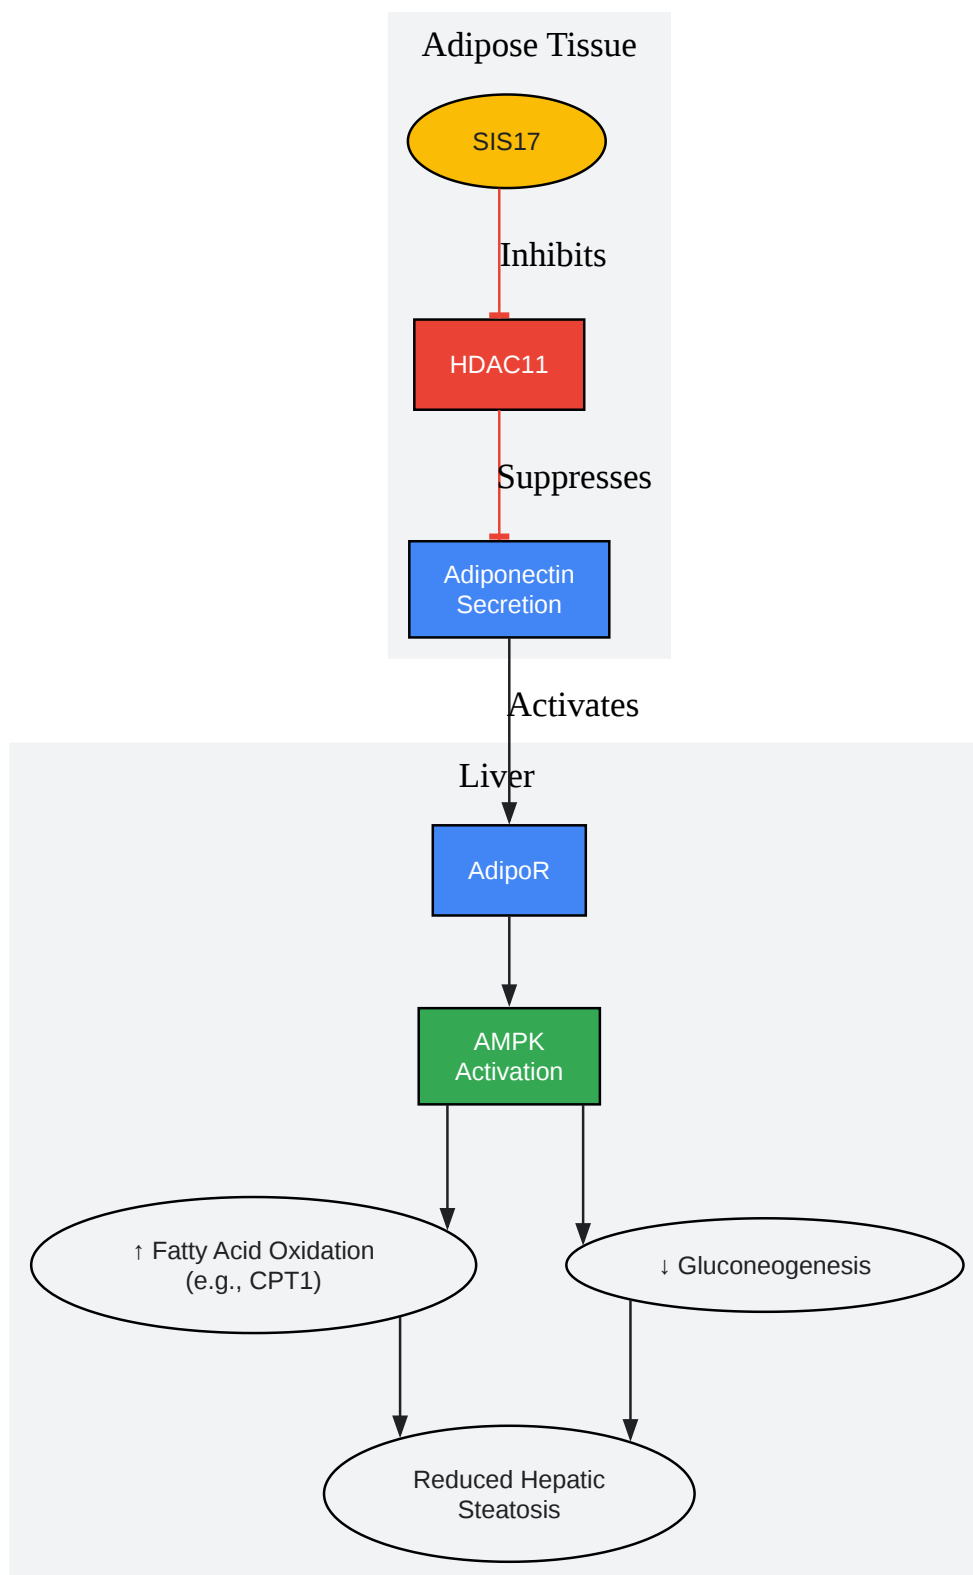 Adipose Tissue
SIS17
Inhibits
HDAC11
Suppresses
Adiponectin
Secretion
Activates
Liver
AdipoR
AMPK
Activation
↑ Fatty Acid Oxidation
(e.g., CPT1)
↓ Gluconeogenesis
Reduced Hepatic
Steatosis